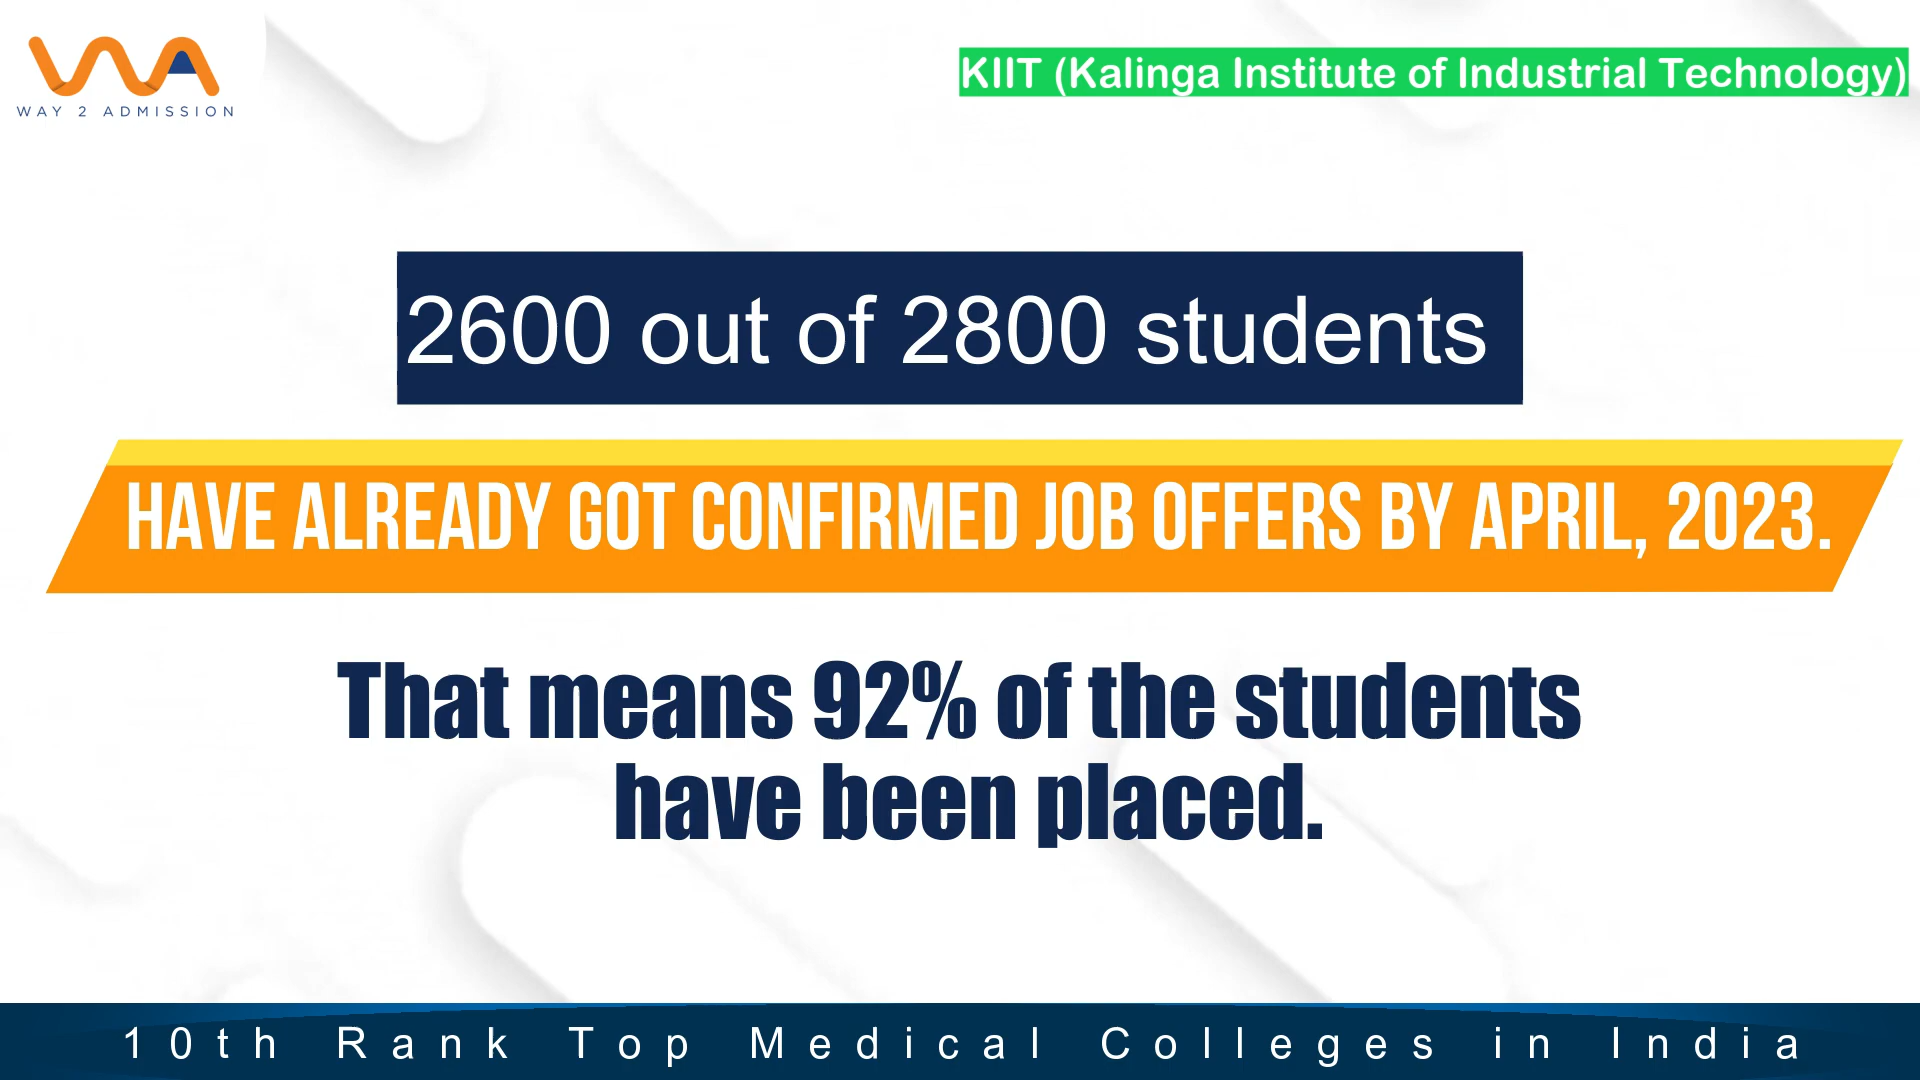 WAY 2 ADMISSION
KIIT (Kalinga Institute of Industrial Technology)
2600 out of 2800 students
HAVE ALREADY GOT CONFIRMED JOB OFFERS BY APRIL, 2023.
That means 92% of the students
have been placed.
10th Rank Top Medical Colleges in India